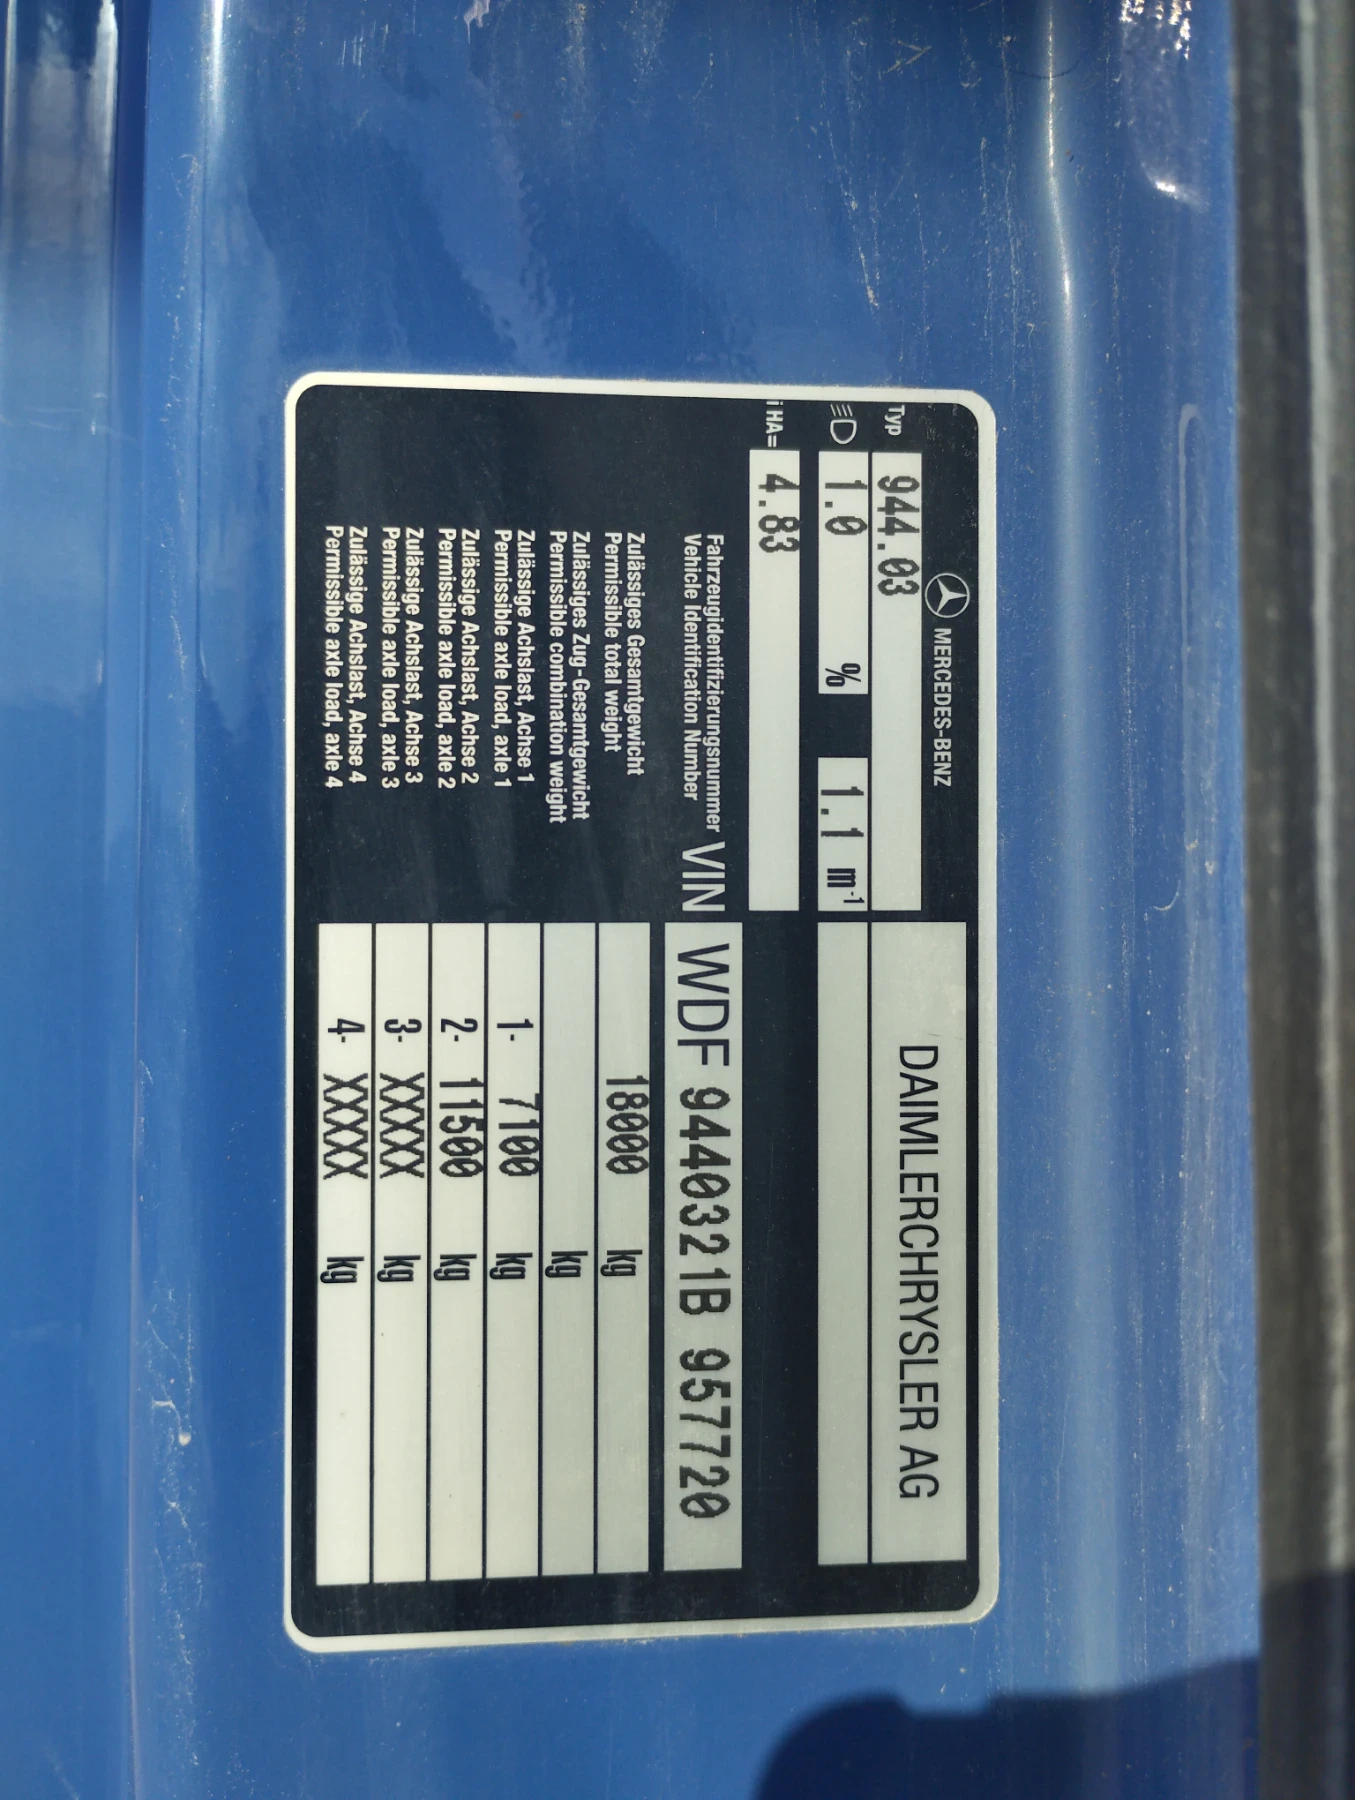 MERCEDES-BENZ
DAIMLERCHRYSLER AG
Typ 944.03
1.0 % 1.1 m⁻¹
i HA= 4.83
Fahrzeugidentifizierungsnummer
Vehicle Identification Number
VIN WDF 9440321B 957720
Zulässiges Gesamtgewicht
Permissible total weight
18000 kg
Zulässiges Zug-Gesamtgewicht
Permissible combination weight
kg
Zulässige Achslast, Achse 1
Permissible axle load, axle 1
1- 7100 kg
Zulässige Achslast, Achse 2
Permissible axle load, axle 2
2- 11500 kg
Zulässige Achslast, Achse 3
Permissible axle load, axle 3
3- XXXXX kg
Zulässige Achslast, Achse 4
Permissible axle load, axle 4
4- XXXXX kg